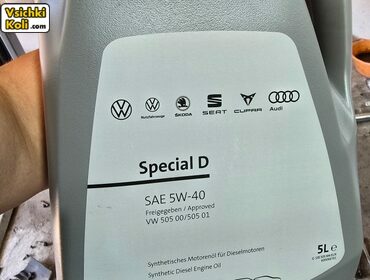 Vsichki
Koli.com
Nutzfahrzeuge
ŠKODA
SEAT
CUPRA
Audi
Special D
SAE 5W-40
Freigegeben / Approved
VW 505 00/505 01
Synthetisches Motorenöl für Dieselmotoren
Synthetic Diesel Engine Oil
5L e